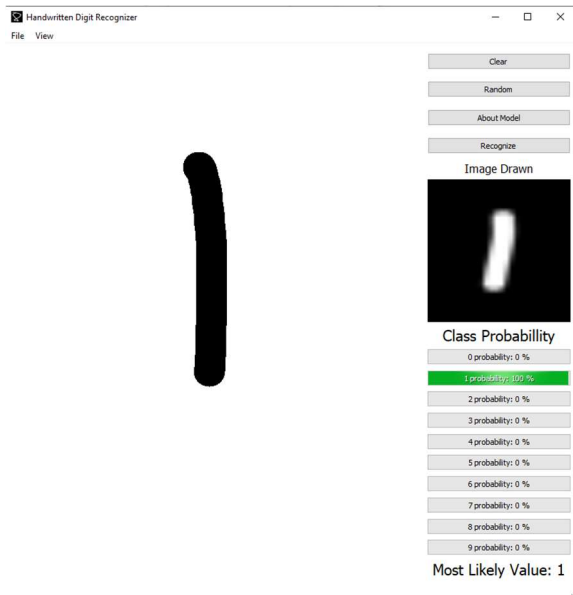 Handwritten Digit Recognizer
File View
Clear
Random
About Model
Recognize
Image Drawn
Class Probabillity
0 probability: 0 %
1 probability: 100 %
2 probability: 0 %
3 probability: 0 %
4 probability: 0 %
5 probability: 0 %
6 probability: 0 %
7 probability: 0 %
8 probability: 0 %
9 probability: 0 %
Most Likely Value: 1